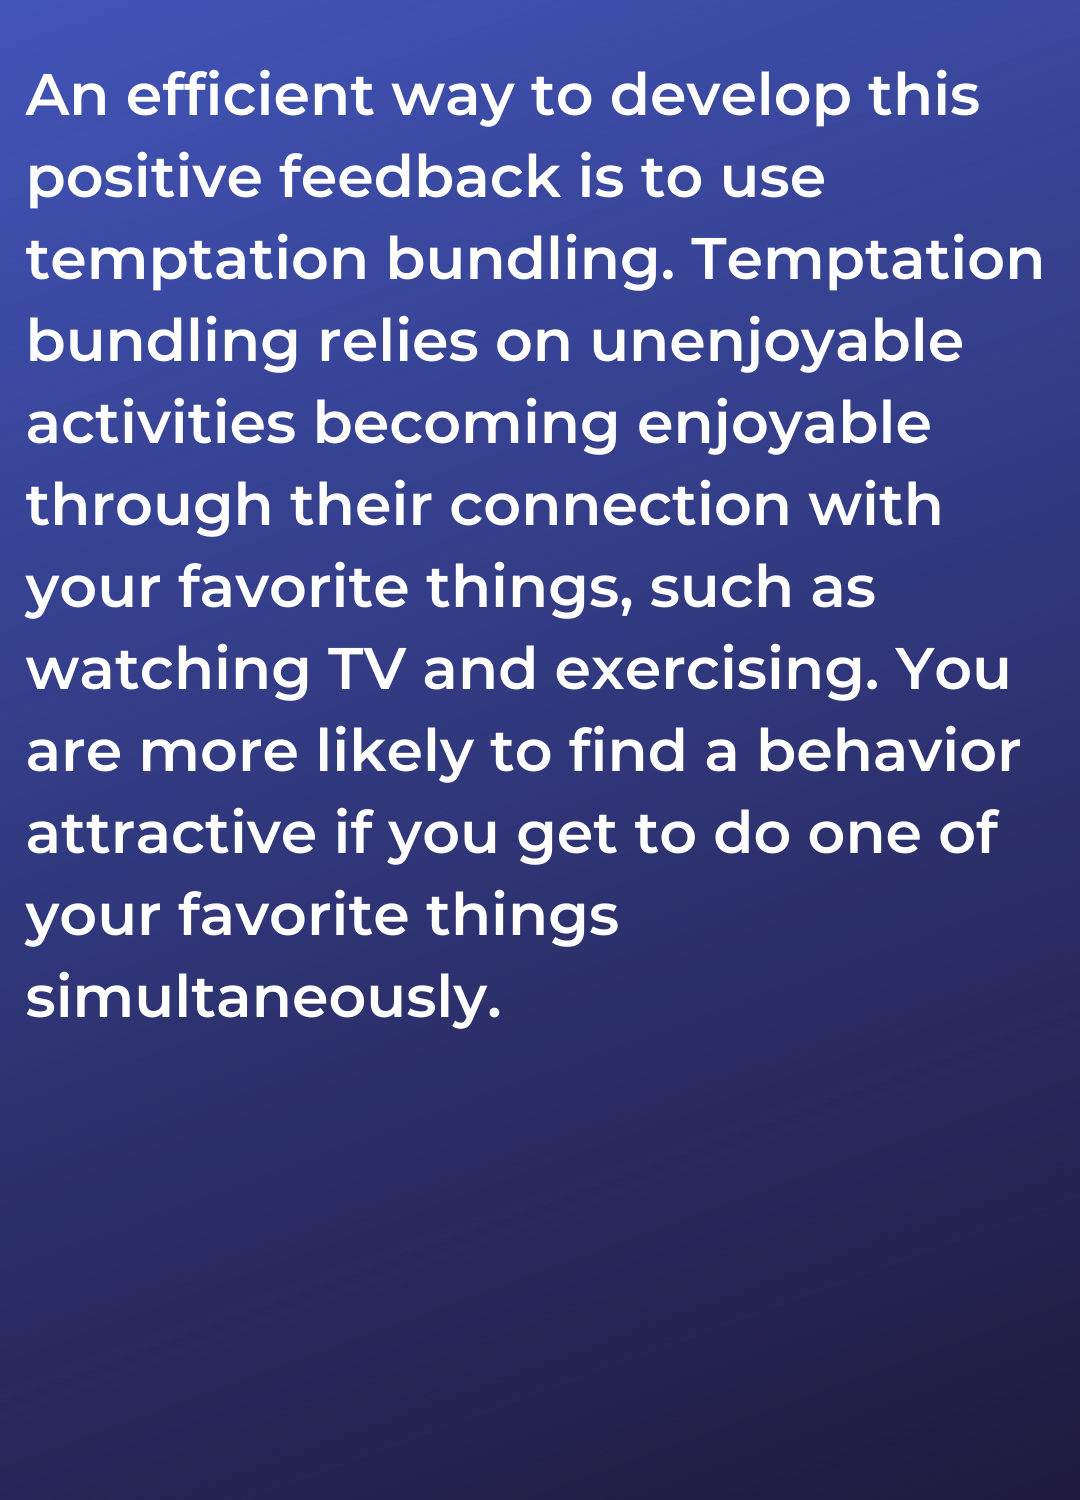 An efficient way to develop this
positive feedback is to use
temptation bundling. Temptation
bundling relies on unenjoyable
activities becoming enjoyable
through their connection with
your favorite things, such as
watching TV and exercising. You
are more likely to find a behavior
attractive if you get to do one of
your favorite things
simultaneously.